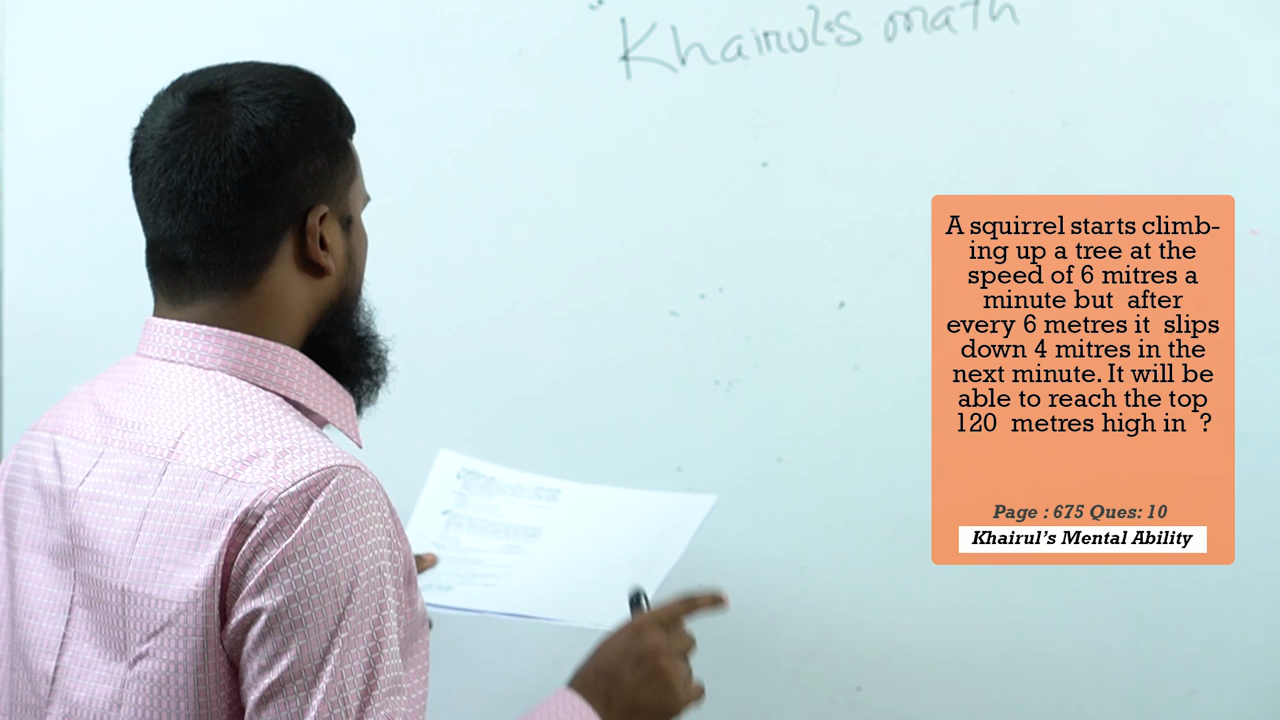 Khairul's math
A squirrel starts climb-
ing up a tree at the
speed of 6 mitres a
minute but after
every 6 metres it slips
down 4 mitres in the
next minute. It will be
able to reach the top
120 metres high in ?
Page : 675 Ques: 10
Khairul's Mental Ability